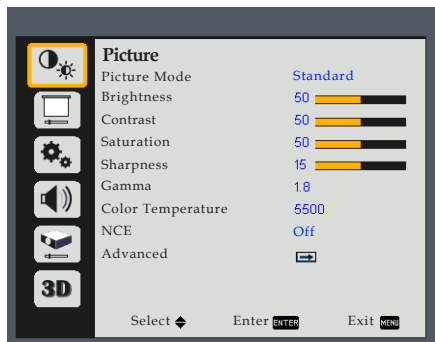 Picture
Picture Mode Standard
Brightness 50
Contrast 50
Saturation 50
Sharpness 15
Gamma 1.8
Color Temperature 5500
NCE Off
Advanced
3D
Select Enter ENTER Exit MENU